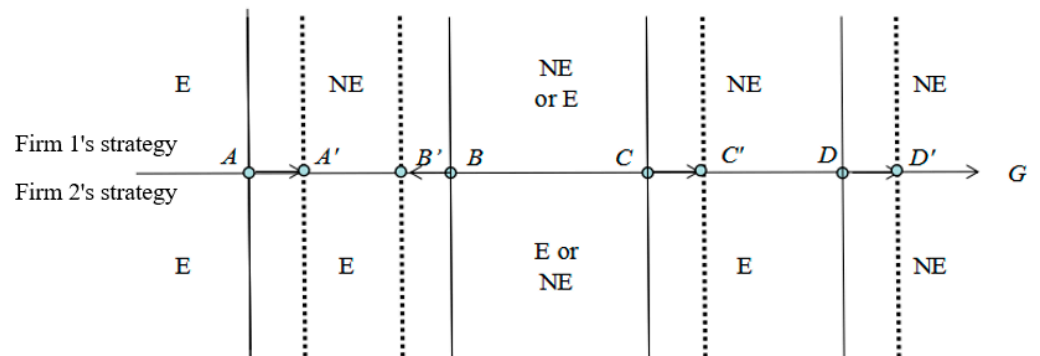 E NE NE or E NE NE
Firm 1's strategy
A A' B' B C C" D D' G
Firm 2's strategy
E E E or NE E NE